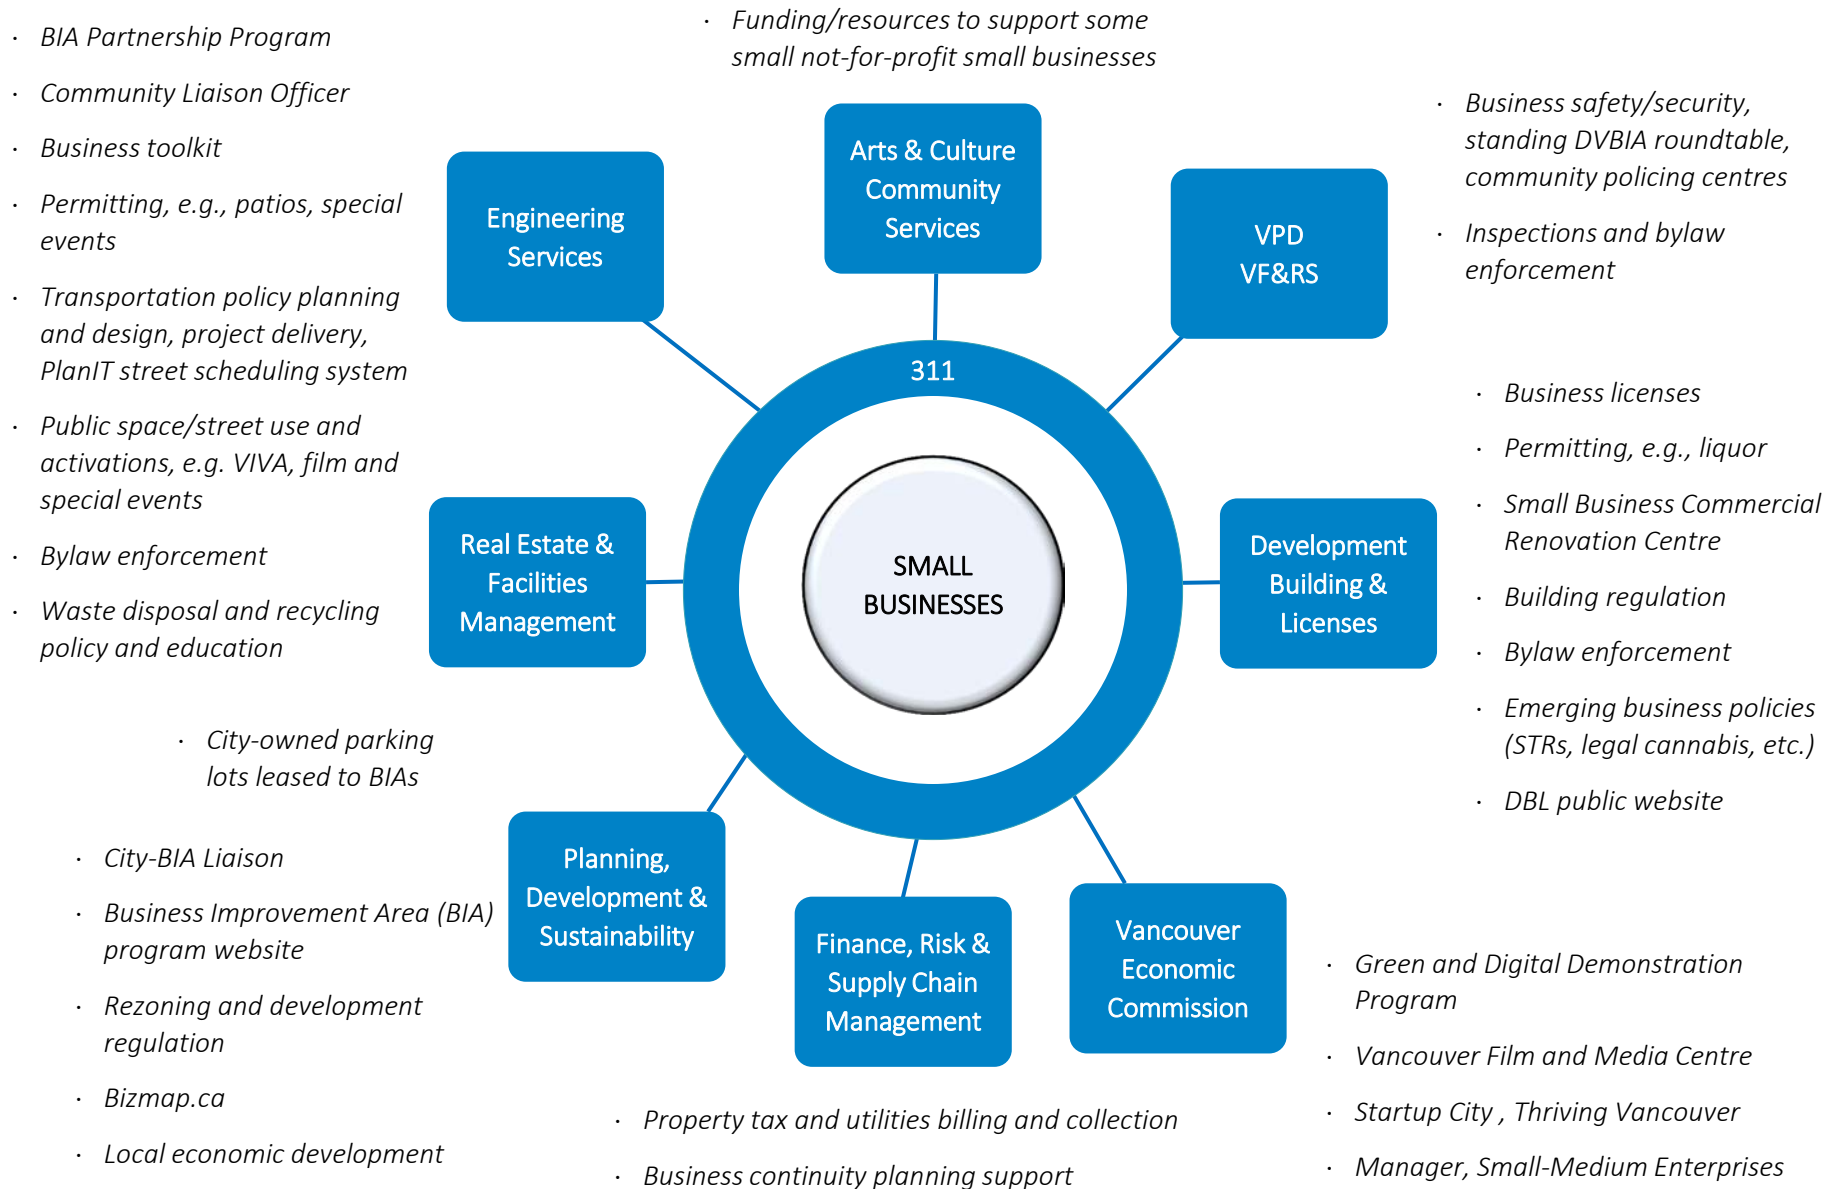 · BIA Partnership Program
· Community Liaison Officer
· Business toolkit
· Permitting, e.g., patios, special
events
· Transportation policy planning
and design, project delivery,
PlanIT street scheduling system
· Public space/street use and
activations, e.g. VIVA, film and
special events
· Bylaw enforcement
· Waste disposal and recycling
policy and education
Engineering
Services
· Funding/resources to support some
small not-for-profit small businesses
Arts & Culture
Community
Services
· Business safety/security,
standing DVBIA roundtable,
community policing centres
· Inspections and bylaw
enforcement
VPD
VF&RS
311
SMALL
BUSINESSES
Real Estate &
Facilities
Management
· City-owned parking
lots leased to BIAs
Development
Building &
Licenses
· Business licenses
· Permitting, e.g., liquor
· Small Business Commercial
Renovation Centre
· Building regulation
· Bylaw enforcement
· Emerging business policies
(STRs, legal cannabis, etc.)
· DBL public website
Planning,
Development &
Sustainability
· City-BIA Liaison
· Business Improvement Area (BIA)
program website
· Rezoning and development
regulation
· Bizmap.ca
· Local economic development
Finance, Risk &
Supply Chain
Management
· Property tax and utilities billing and collection
· Business continuity planning support
Vancouver
Economic
Commission
· Green and Digital Demonstration
Program
· Vancouver Film and Media Centre
· Startup City , Thriving Vancouver
· Manager, Small-Medium Enterprises